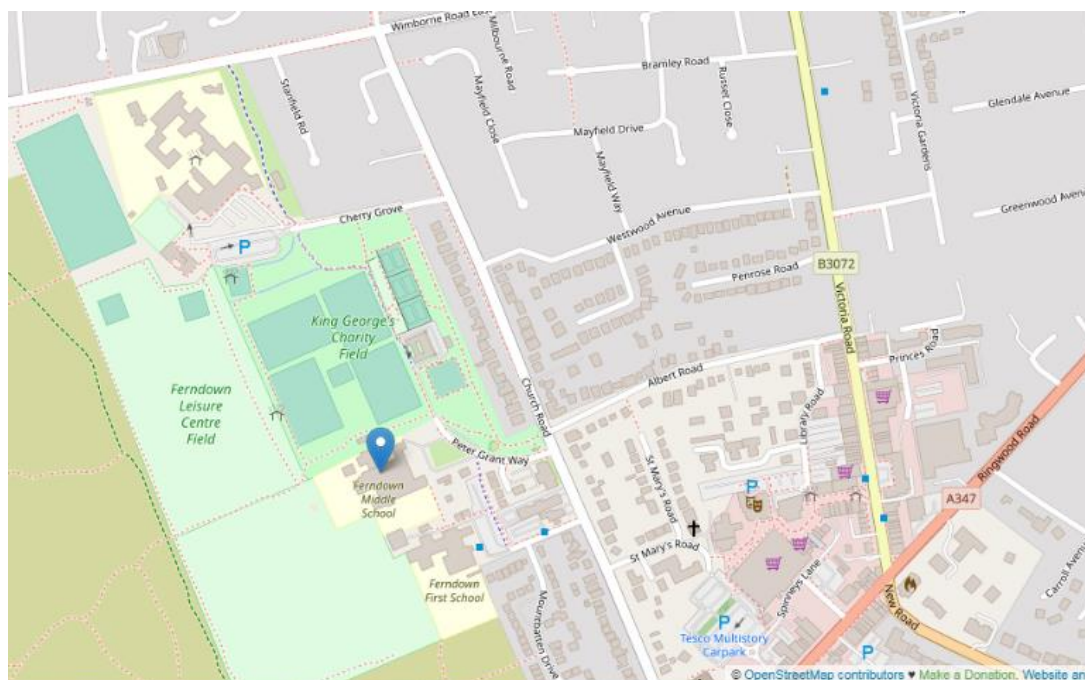 Wimborne Road East
Milbourne Road
Stanfield Rd
Mayfield Close
Bramley Road
Russet Close
Mayfield Drive
Mayfield Way
Victoria Gardens
Glendale Avenue
Greenwood Avenue
Cherry Grove
P
Westwood Avenue
Penrose Road
B3072
Victoria Road
Princes Road
King George's
Charity
Field
Ferndown
Leisure
Centre
Field
Church Road
Albert Road
Library Road
Ringwood Road
A347
Peter Grant Way
Ferndown
Middle
School
St Mary's Road
P
St Mary's Road
Ferndown
First School
Mountbatten Drive
Spinneys Lane
New Road
Carroll Avenue
P
Tesco Multistory
Carpark
P
© OpenStreetMap contributors ♥ Make a Donation. Website an